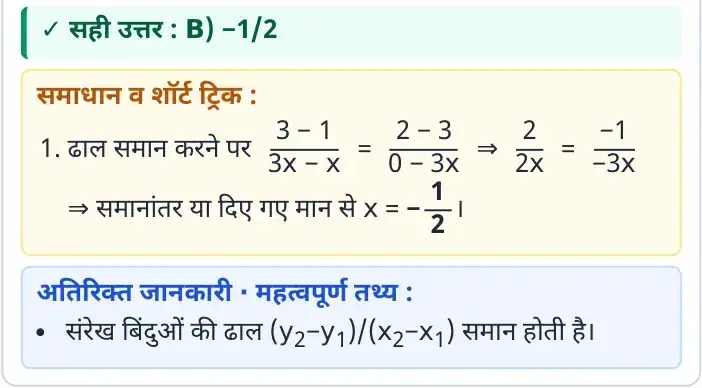 ✓ सही उत्तर : B) −1/2
समाधान व शॉर्ट ट्रिक :
1. ढाल समान करने पर (3 − 1)/(3x − x) = (2 − 3)/(0 − 3x) ⇒ 2/2x = −1/−3x
⇒ समानांतर या दिए गए मान से x = −1/2।
अतिरिक्त जानकारी · महत्वपूर्ण तथ्य :
• संरेख बिंदुओं की ढाल (y₂−y₁)/(x₂−x₁) समान होती है।